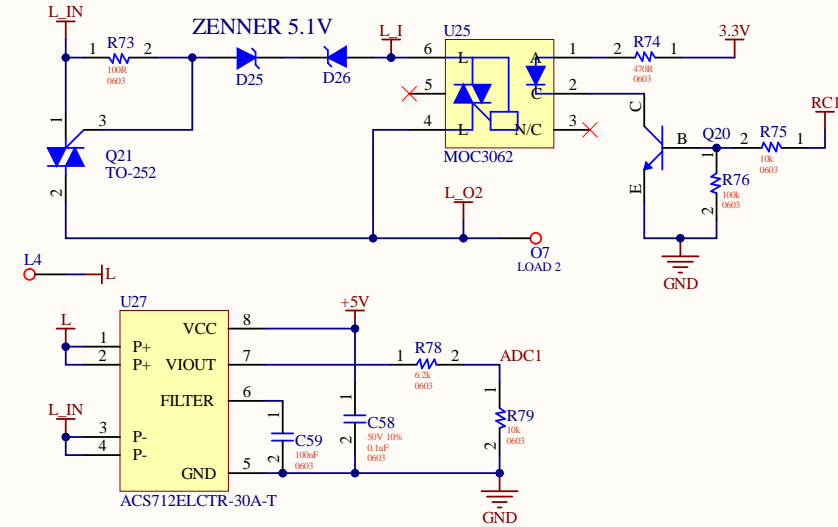 L_IN
ZENNER 5.1V
L_I
U25
1 R73 2
100R
0603
D25
D26
6 L A 1
2 R74 1
470R
0603
3.3V
5 C 2
4 L N/C 3
MOC3062
1
3
Q21
TO-252
2
C
B
E
Q20
1
R76
100k
0603
2
2 R75 1
10k
0603
RC1
GND
L_O2
O7
LOAD 2
L4
L
U27
+5V
L
1 P+
2 P+
L_IN
3 P-
4 P-
VCC 8
VIOUT 7
FILTER 6
GND 5
ACS712ELCTR-30A-T
1 R78 2
6.2k
0603
ADC1
1
C59
100nF
0603
2
1
C58
50V 10%
0.1uF
0603
2
1
R79
10k
0603
2
GND